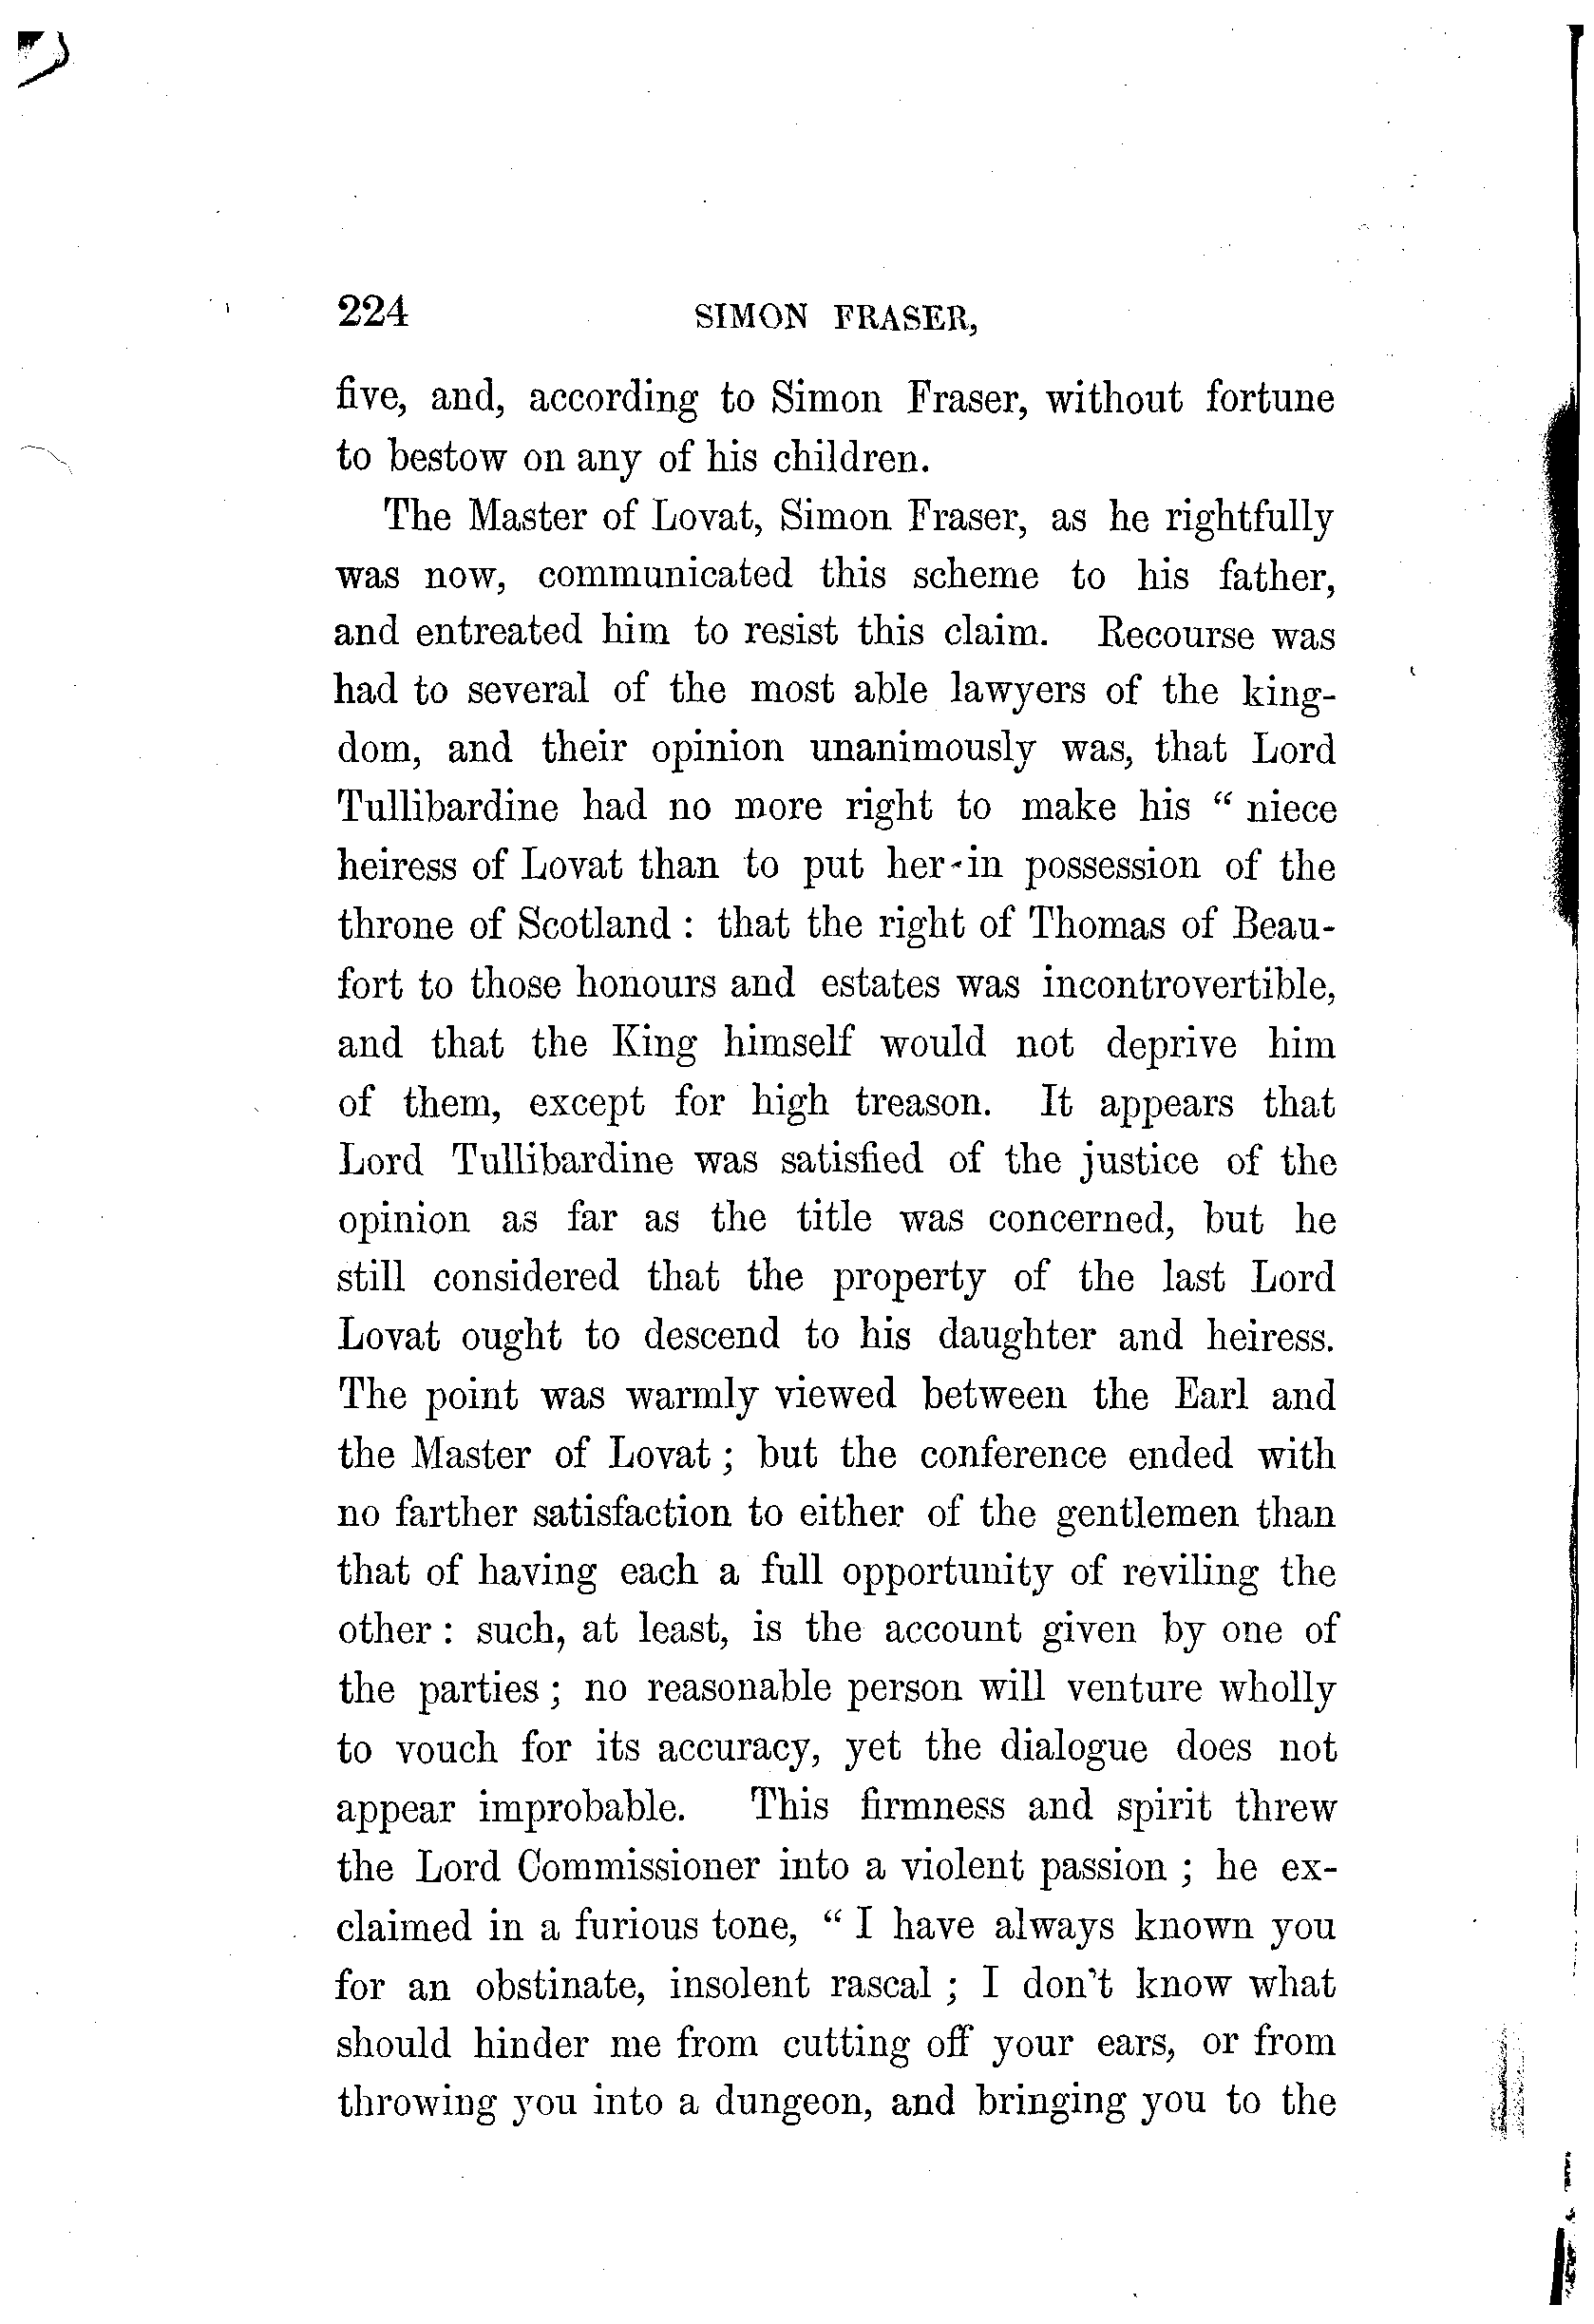 224 SIMON FRASER,
five, and, according to Simon Fraser, without fortune
to bestow on any of his children.
The Master of Lovat, Simon Fraser, as he rightfully
was now, communicated this scheme to his father,
and entreated him to resist this claim. Recourse was
had to several of the most able lawyers of the king-
dom, and their opinion unanimously was, that Lord
Tullibardine had no more right to make his “ niece
heiress of Lovat than to put her-in possession of the
throne of Scotland : that the right of Thomas of Beau-
fort to those honours and estates was incontrovertible,
and that the King himself would not deprive him
of them, except for high treason. It appears that
Lord Tullibardine was satisfied of the justice of the
opinion as far as the title was concerned, but he
still considered that the property of the last Lord
Lovat ought to descend to his daughter and heiress.
The point was warmly viewed between the Earl and
the Master of Lovat ; but the conference ended with
no farther satisfaction to either of the gentlemen than
that of having each a full opportunity of reviling the
other : such, at least, is the account given by one of
the parties ; no reasonable person will venture wholly
to vouch for its accuracy, yet the dialogue does not
appear improbable. This firmness and spirit threw
the Lord Commissioner into a violent passion ; he ex-
claimed in a furious tone, “ I have always known you
for an obstinate, insolent rascal ; I don't know what
should hinder me from cutting off your ears, or from
throwing you into a dungeon, and bringing you to the